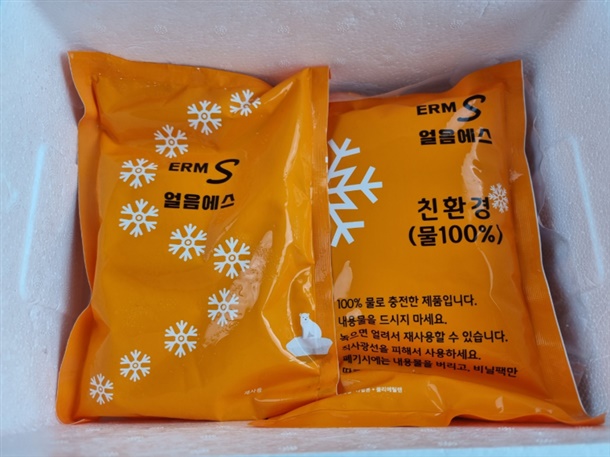 ERM S
얼음에스
ERM S
얼음에스
친환경
(물100%)
100% 물로 충전한 제품입니다.
내용물을 드시지 마세요.
녹으면 얼려서 재사용할 수 있습니다.
직사광선을 피해서 사용하세요.
폐기시에는 내용물을 버리고, 비닐팩만